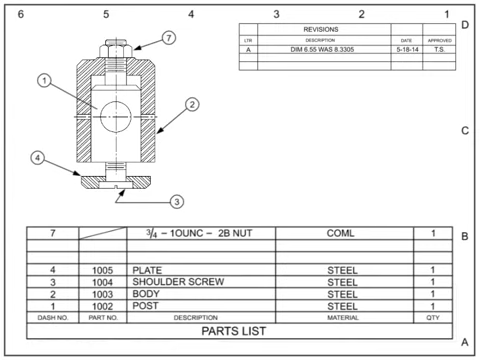 6 5 4 3 2 1
D
REVISIONS
LTR DESCRIPTION DATE APPROVED
A DIM 6.55 WAS 8.3305 5-18-14 T.S.
7
1
2
C
4
3
7 3/4 – 1OUNC – 2B NUT COML 1
B
4 1005 PLATE STEEL 1
3 1004 SHOULDER SCREW STEEL 1
2 1003 BODY STEEL 1
1 1002 POST STEEL 1
DASH NO. PART NO. DESCRIPTION MATERIAL QTY
PARTS LIST
A